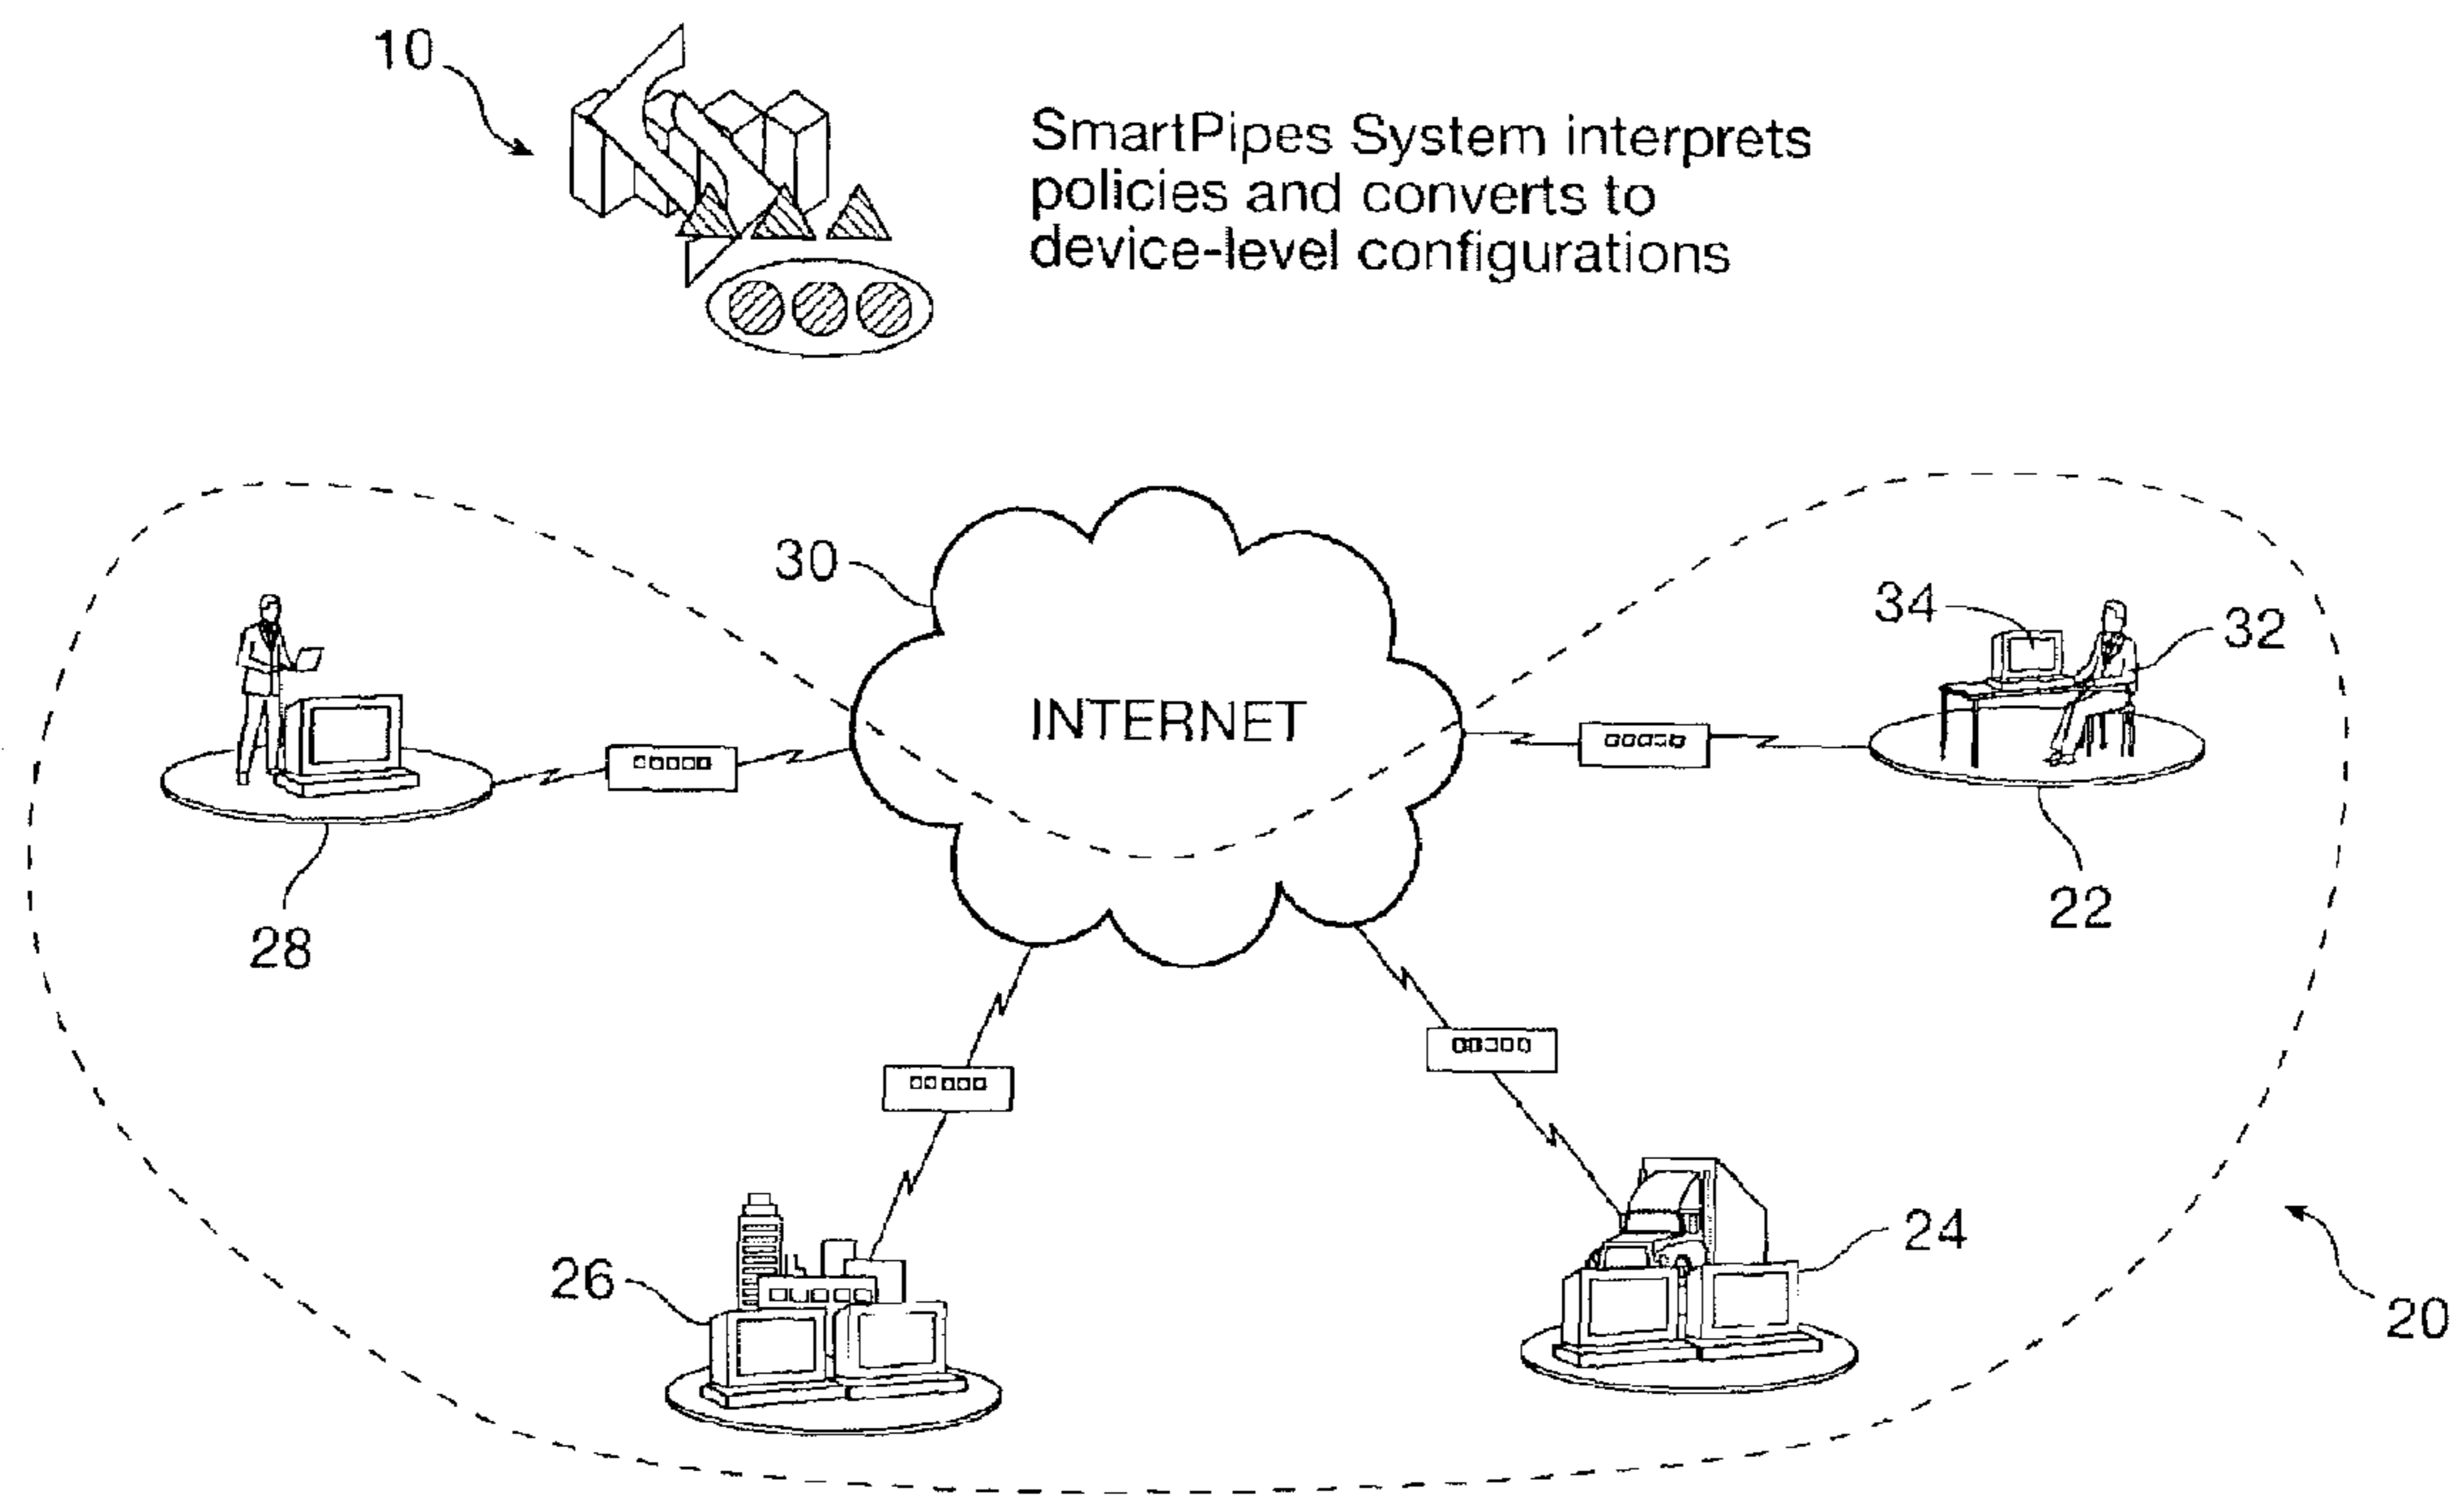 10
SmartPipes System interprets
policies and converts to
device-level configurations
30
34
32
INTERNET
22
28
24
26
20